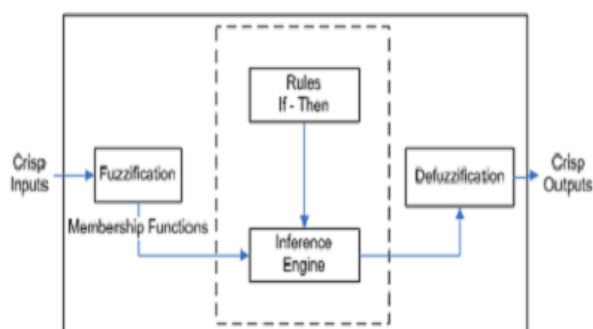 Rules
If - Then
Crisp
Inputs
Fuzzification
Defuzzification
Crisp
Outputs
Membership Functions
Inference
Engine